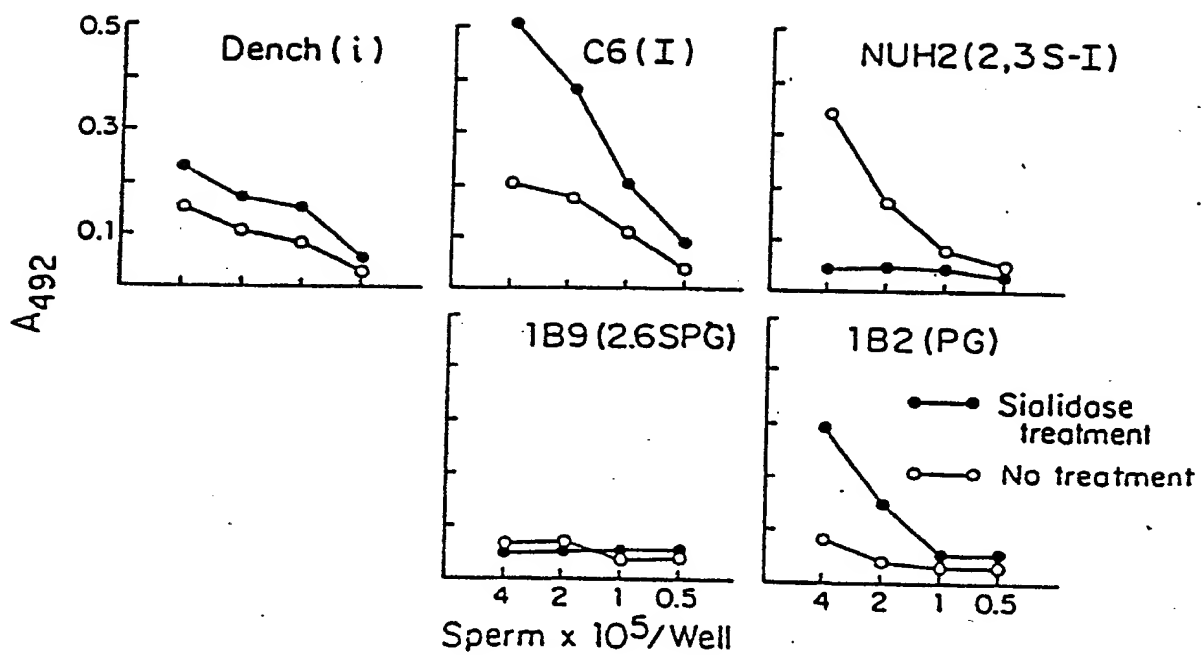 0.5
0.3
0.1
A492
Dench (i)
C6 (I)
NUH2 (2,3 S-I)
1B9 (2.6SPG)
1B2 (PG)
Sialidase
treatment
No treatment
4 2 1 0.5
4 2 1 0.5
Sperm x 10⁵/Well